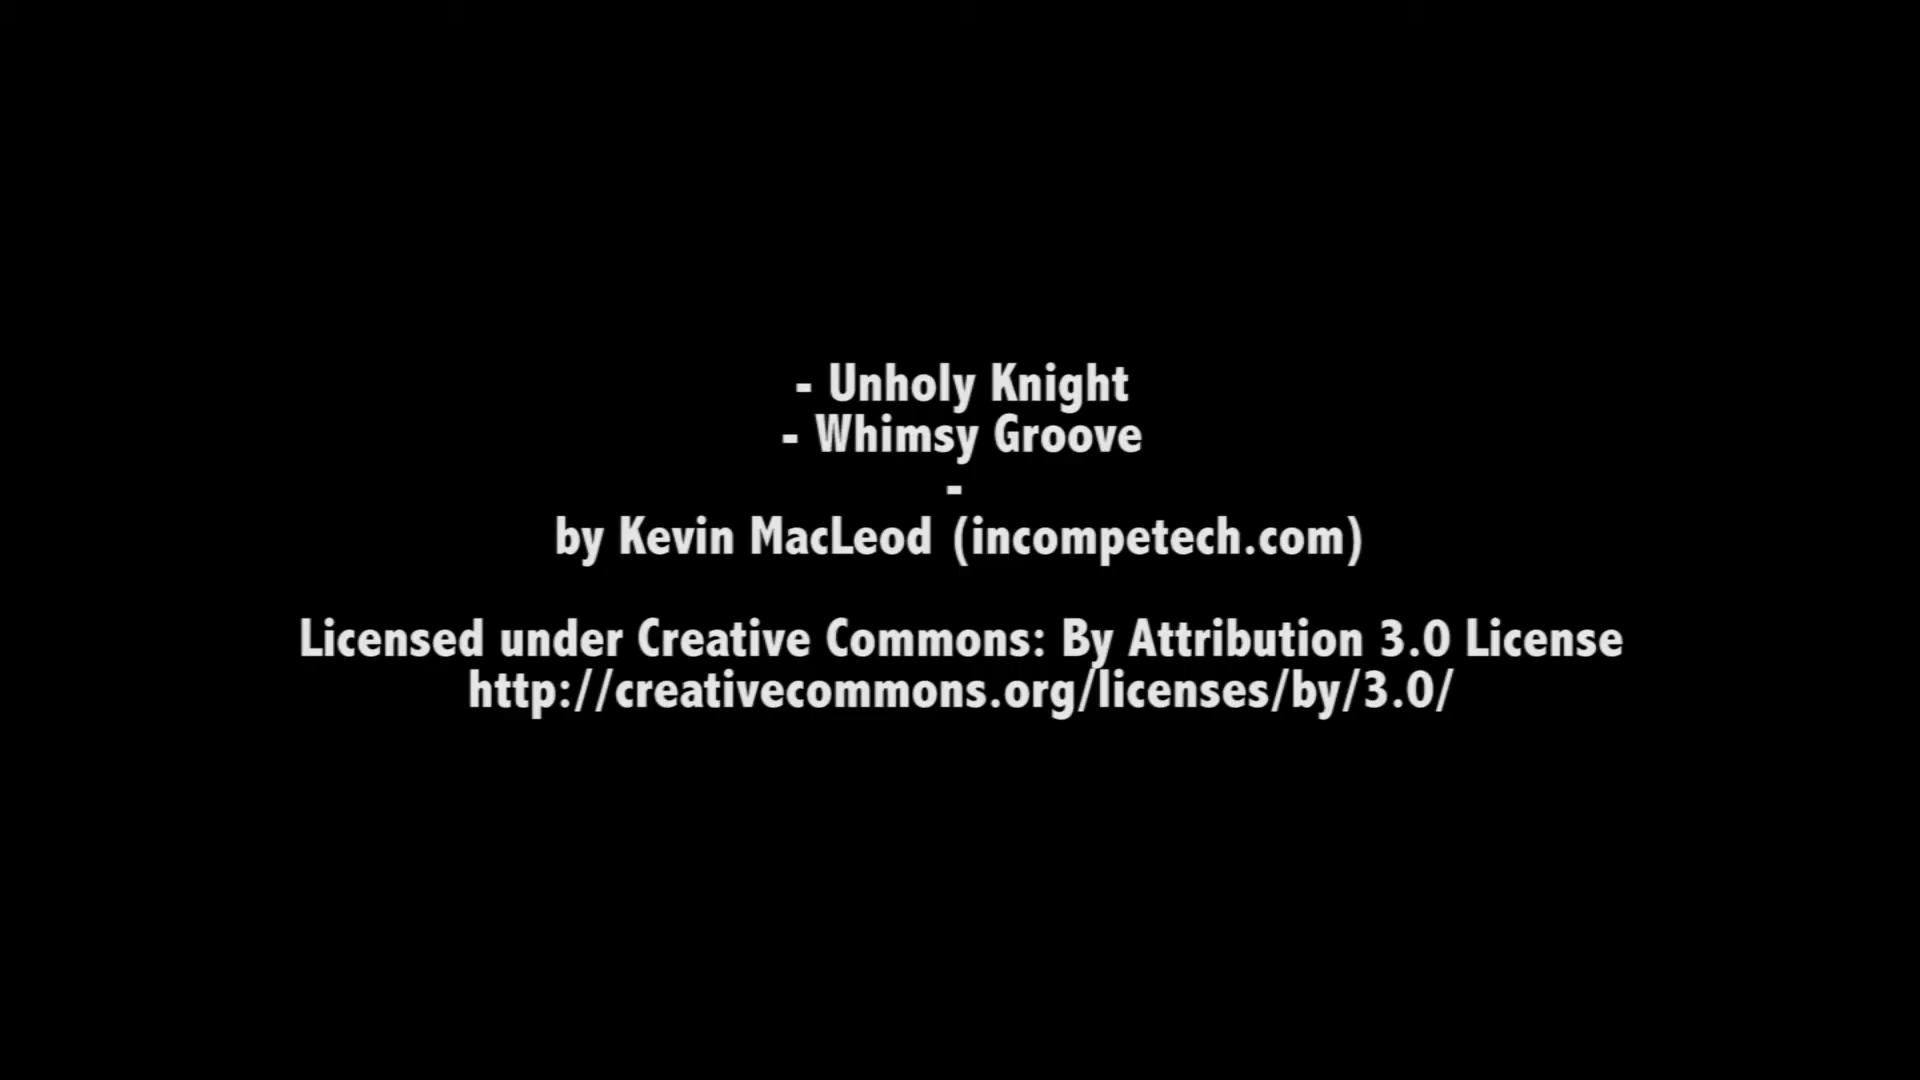 - Unholy Knight
- Whimsy Groove
-
by Kevin MacLeod (incompetech.com)
Licensed under Creative Commons: By Attribution 3.0 License
http://creativecommons.org/licenses/by/3.0/